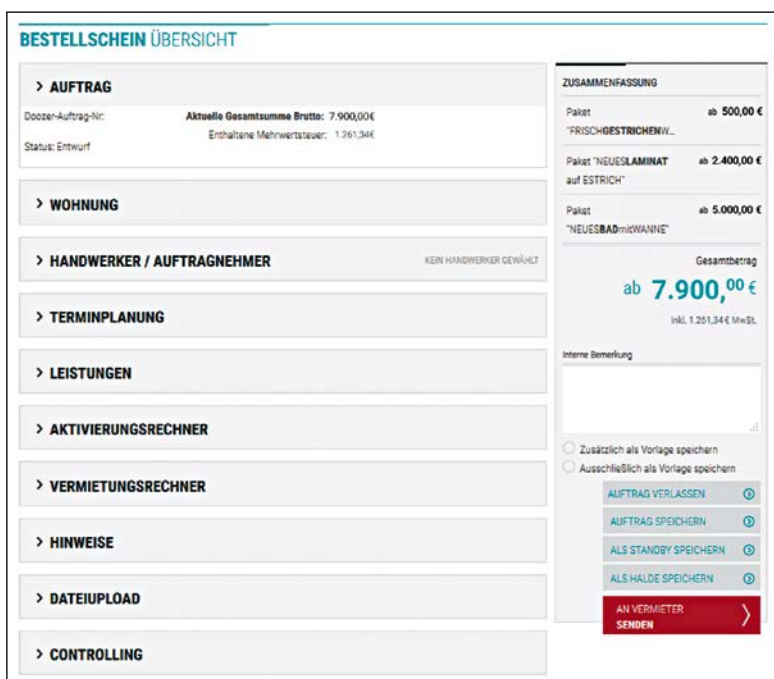 BESTELLSCHEIN ÜBERSICHT
> AUFTRAG
Doozer-Auftrag-Nr: Aktuelle Gesamtsumme Brutto: 7.900,00€
Enthaltene Mehrwertsteuer: 1.261,34€
Status: Entwurf
> WOHNUNG
> HANDWERKER / AUFTRAGNEHMER KEIN HANDWERKER GEWÄHLT
> TERMINPLANUNG
> LEISTUNGEN
> AKTIVIERUNGSRECHNER
> VERMIETUNGSRECHNER
> HINWEISE
> DATEIUPLOAD
> CONTROLLING
ZUSAMMENFASSUNG
Paket ab 500,00 €
"FRISCHGESTRICHENW...
Paket "NEUESLAMINAT ab 2.400,00 €
auf ESTRICH"
Paket ab 5.000,00 €
"NEUESBADmitWANNE"
Gesamtbetrag
ab 7.900,00 €
inkl. 1.261,34 € MwSt.
Interne Bemerkung
Zusätzlich als Vorlage speichern
Ausschließlich als Vorlage speichern
AUFTRAG VERLASSEN
AUFTRAG SPEICHERN
ALS STANDBY SPEICHERN
ALS HALDE SPEICHERN
AN VERMIETER
SENDEN